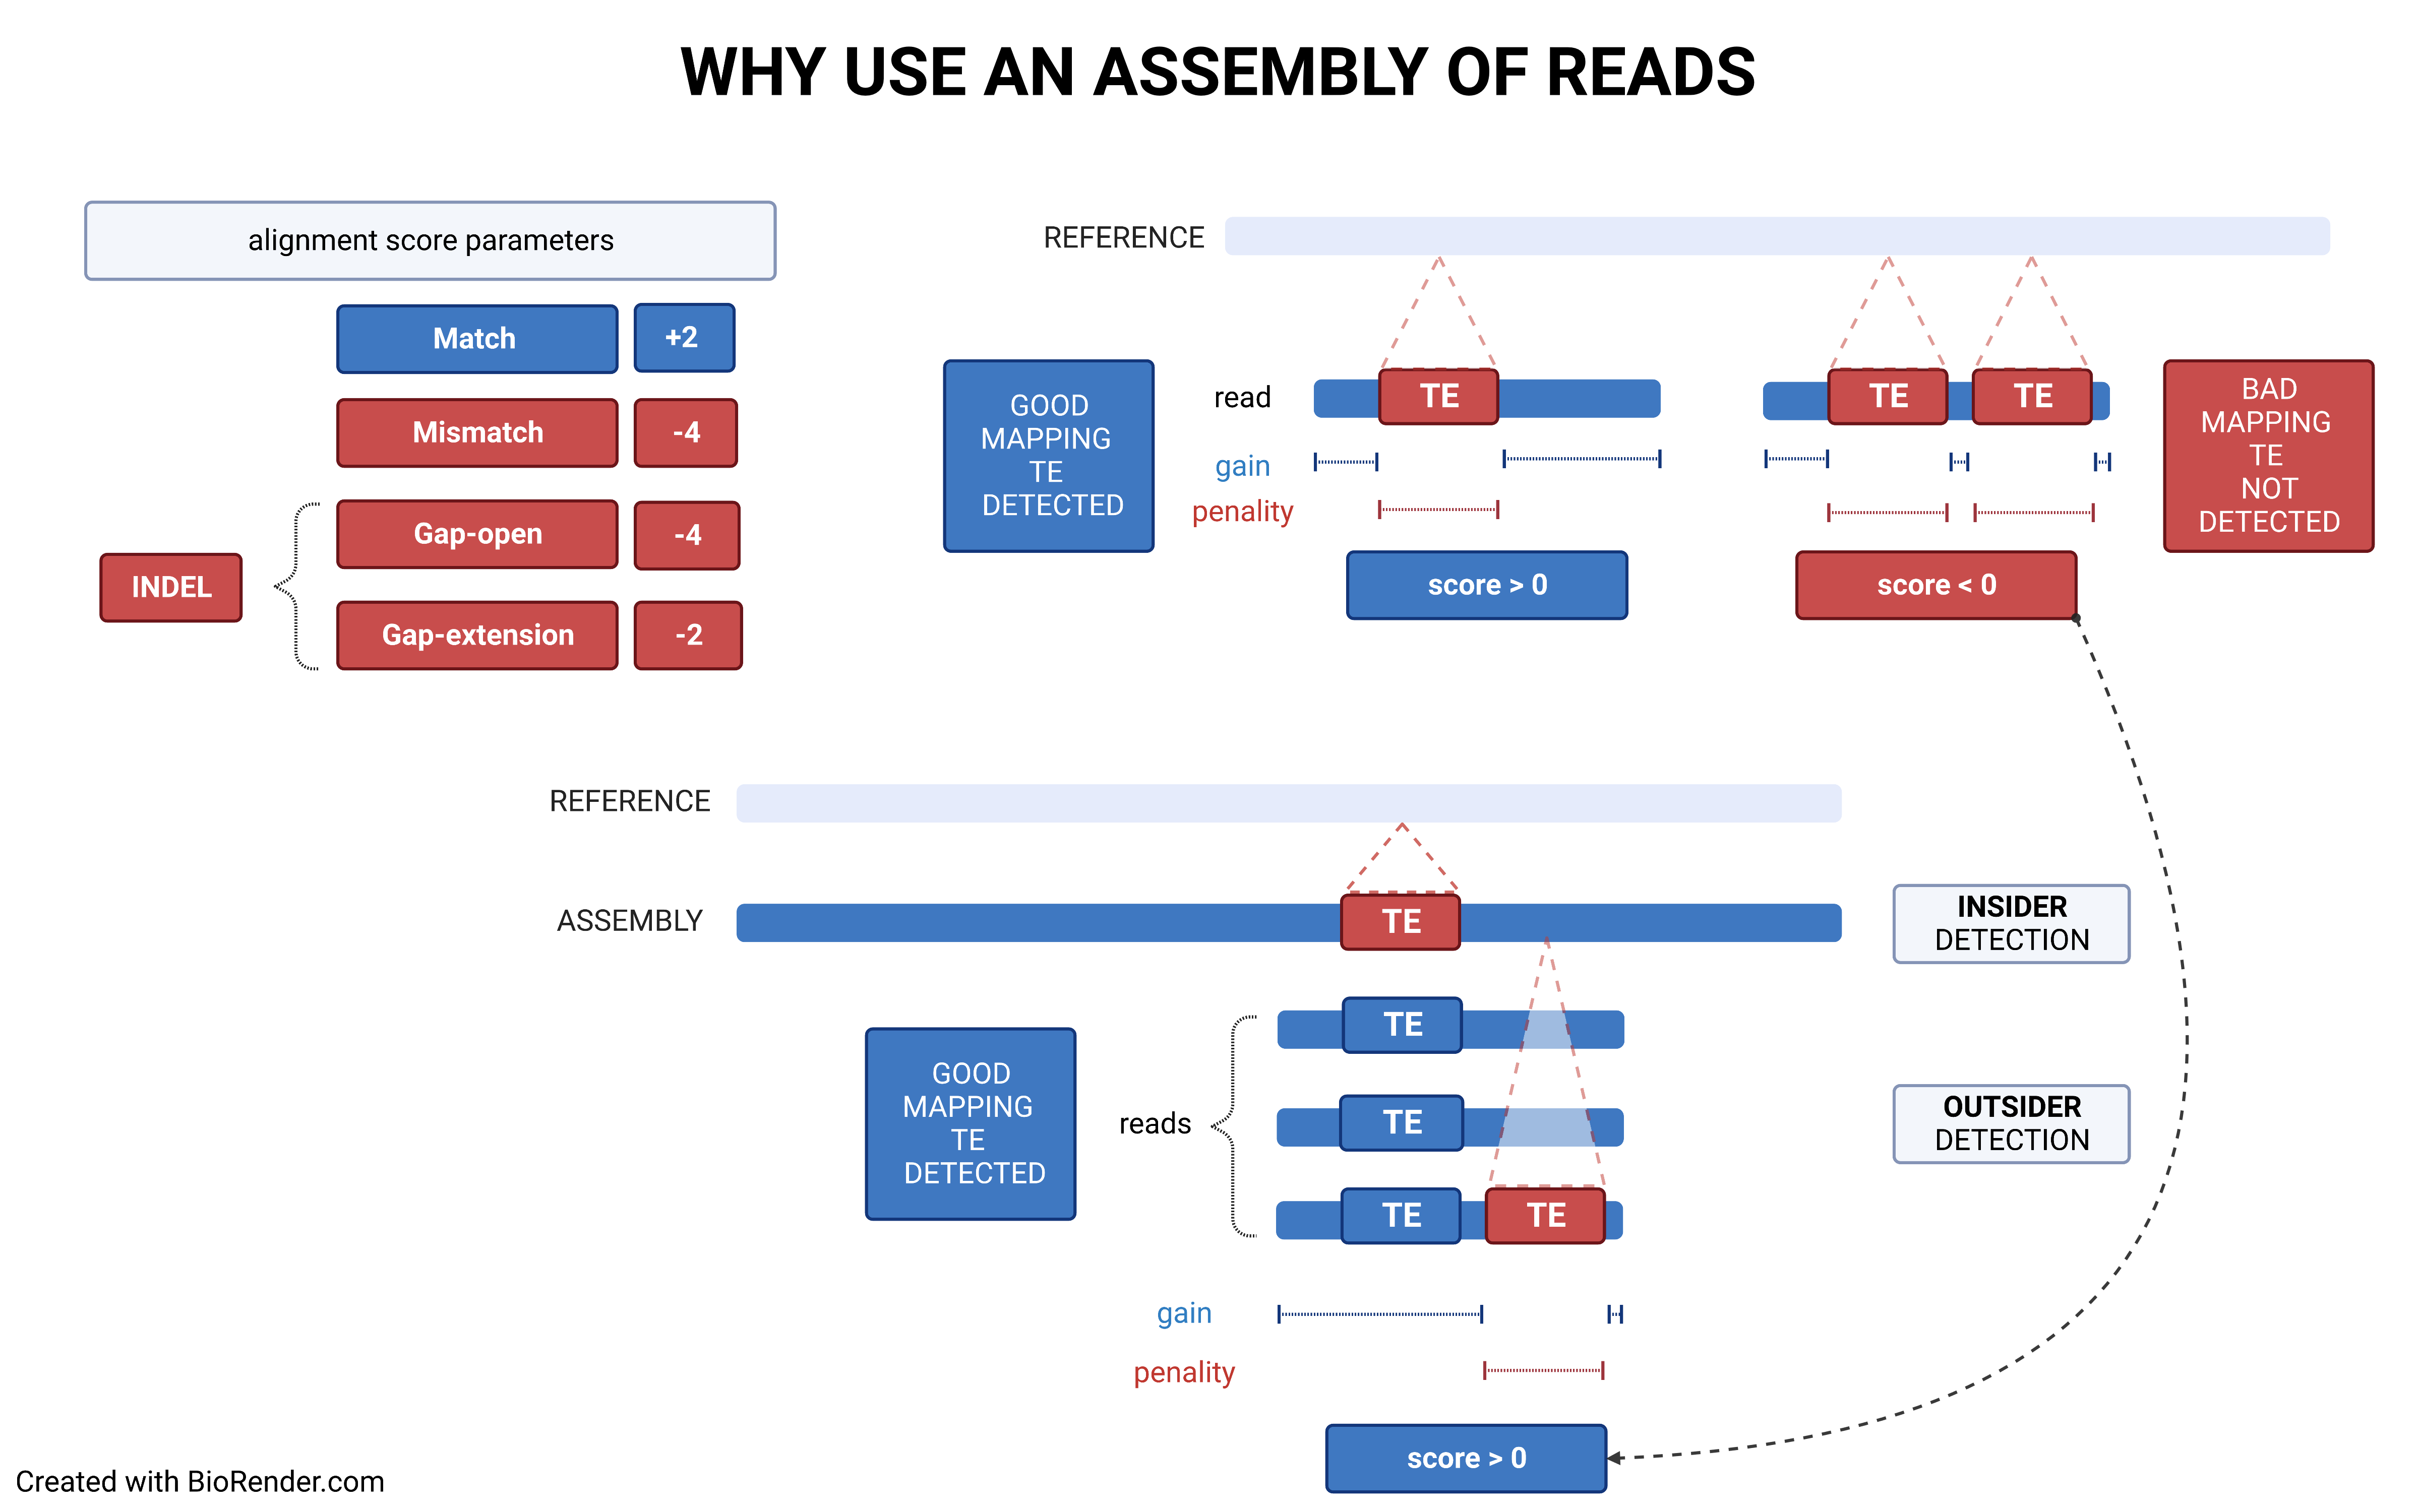 WHY USE AN ASSEMBLY OF READS
alignment score parameters
Match
+2
Mismatch
-4
Gap-open
-4
INDEL
Gap-extension
-2
REFERENCE
GOOD
MAPPING
TE
DETECTED
read
TE
TE
TE
gain
penality
score > 0
score < 0
BAD
MAPPING
TE
NOT
DETECTED
REFERENCE
ASSEMBLY
TE
INSIDER
DETECTION
GOOD
MAPPING
TE
DETECTED
reads
TE
TE
TE
TE
OUTSIDER
DETECTION
gain
penality
score > 0
Created with BioRender.com